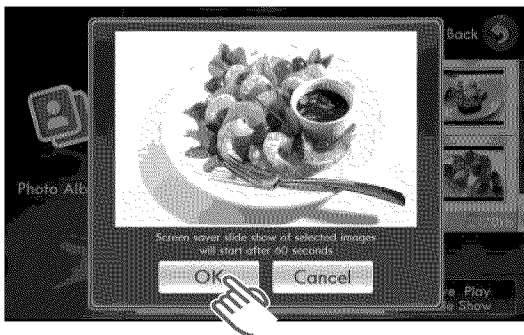 Back
Photo Alb
Screen saver slide show of selected images
will start after 60 seconds
OK
Cancel
Play
Show